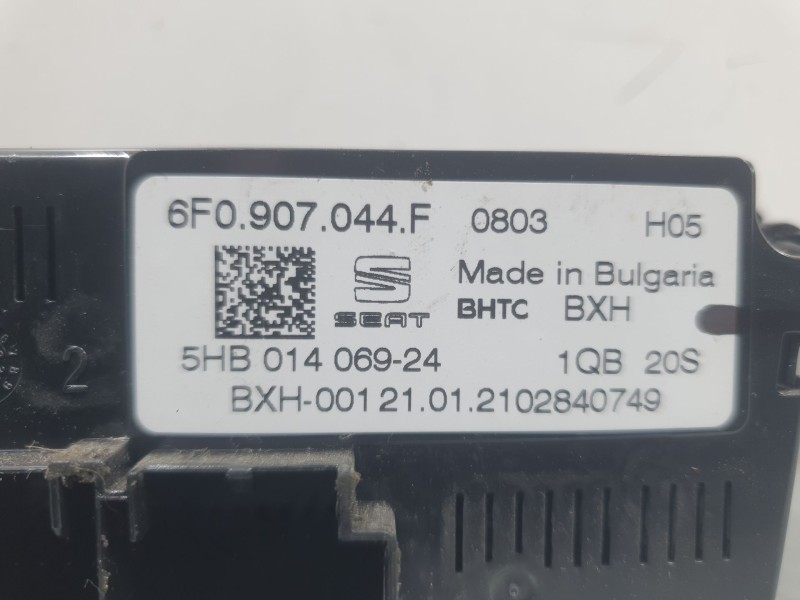 6F0.907.044.F 0803 H05
Made in Bulgaria
SEAT BHTC BXH
5HB 014 069-24 1QB 20S
BXH-001 21.01.2102840749
2